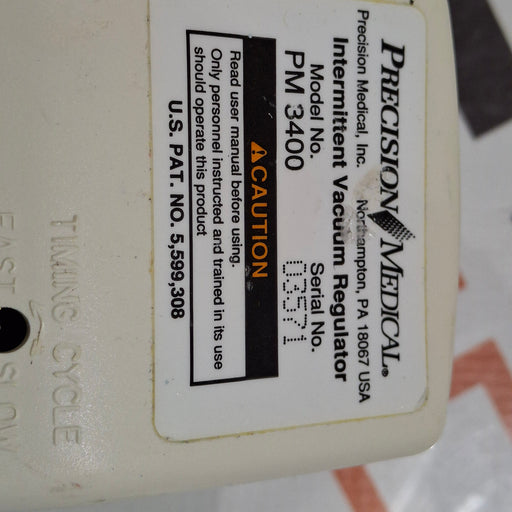 PRECISION MEDICAL®
Precision Medical, Inc. Northampton, PA 18067 USA
Intermittent Vacuum Regulator
Model No. Serial No.
PM 3400 03571
CAUTION
Read user manual before using.
Only personnel instructed and trained in its use
should operate this product
U.S. PAT. NO. 5,599,308
TIMING CYCLE
FAST SLOW